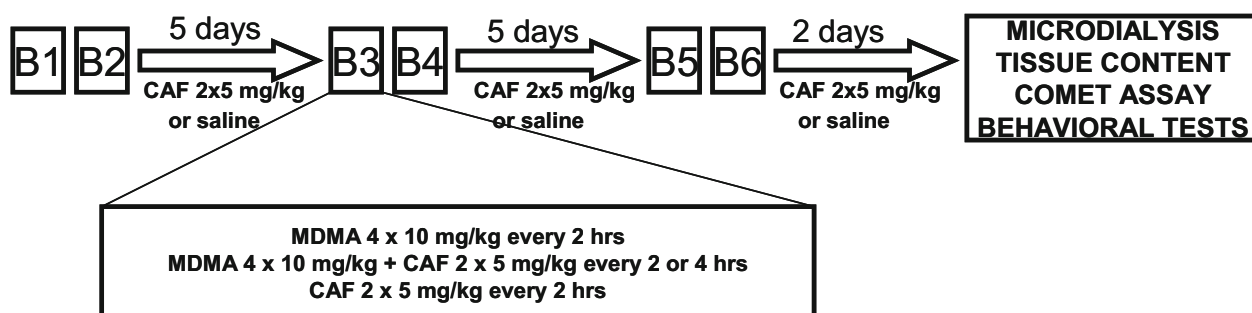 B1 B2 5 days B3 B4 5 days B5 B6 2 days
CAF 2x5 mg/kg
or saline
CAF 2x5 mg/kg
or saline
CAF 2x5 mg/kg
or saline
MICRODIALYSIS
TISSUE CONTENT
COMET ASSAY
BEHAVIORAL TESTS
MDMA 4 x 10 mg/kg every 2 hrs
MDMA 4 x 10 mg/kg + CAF 2 x 5 mg/kg every 2 or 4 hrs
CAF 2 x 5 mg/kg every 2 hrs